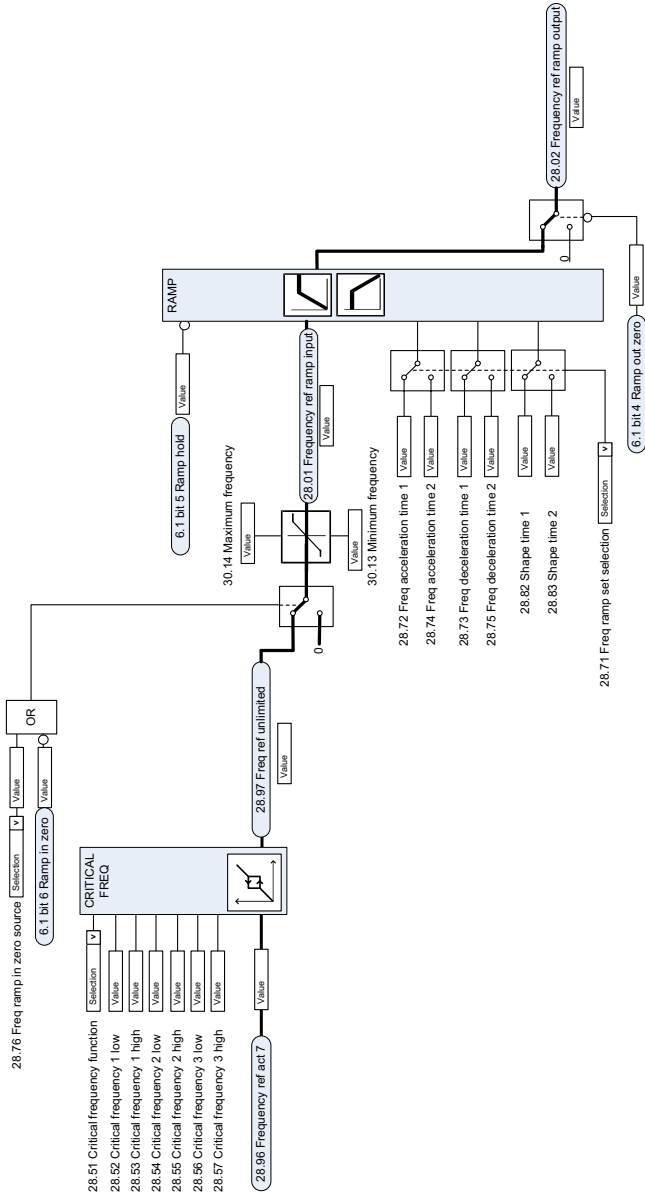 28.76 Freq ramp in zero source Selection v Value
OR
6.1 bit 6 Ramp in zero Value
CRITICAL
FREQ
28.51 Critical frequency function Selection v
28.52 Critical frequency 1 low Value
28.53 Critical frequency 1 high Value
28.54 Critical frequency 2 low Value
28.55 Critical frequency 2 high Value
28.56 Critical frequency 3 low Value
28.57 Critical frequency 3 high Value
28.96 Frequency ref act 7 Value
28.97 Freq ref unlimited
Value
0
30.14 Maximum frequency
Value
30.13 Minimum frequency
Value
6.1 bit 5 Ramp hold
Value
RAMP
28.01 Frequency ref ramp input
Value
28.72 Freq acceleration time 1 Value
28.74 Freq acceleration time 2 Value
28.73 Freq deceleration time 1 Value
28.75 Freq deceleration time 2 Value
28.82 Shape time 1 Value
28.83 Shape time 2 Value
28.71 Freq ramp set selection Selection v
0
28.02 Frequency ref ramp output
Value
6.1 bit 4 Ramp out zero Value